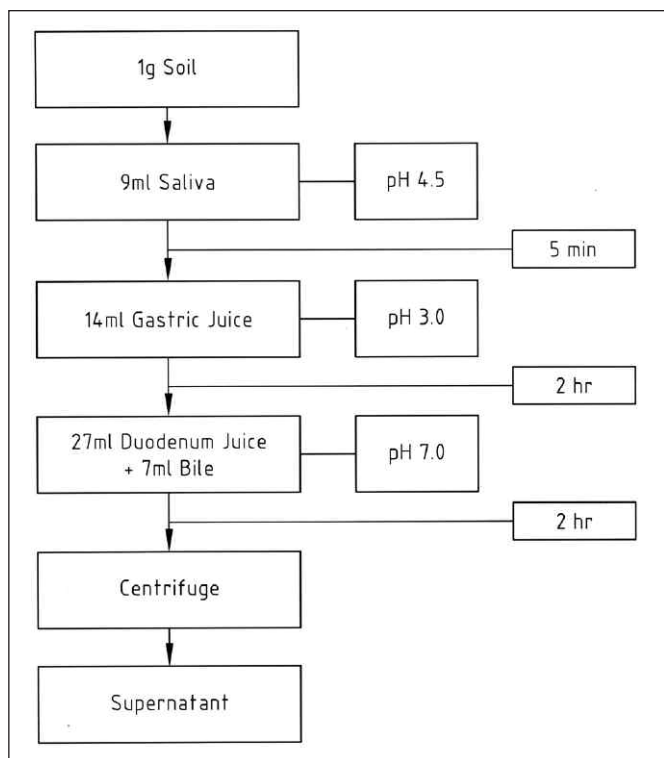 1g Soil
9ml Saliva
pH 4.5
5 min
14ml Gastric Juice
pH 3.0
2 hr
27ml Duodenum Juice
+ 7ml Bile
pH 7.0
2 hr
Centrifuge
Supernatant